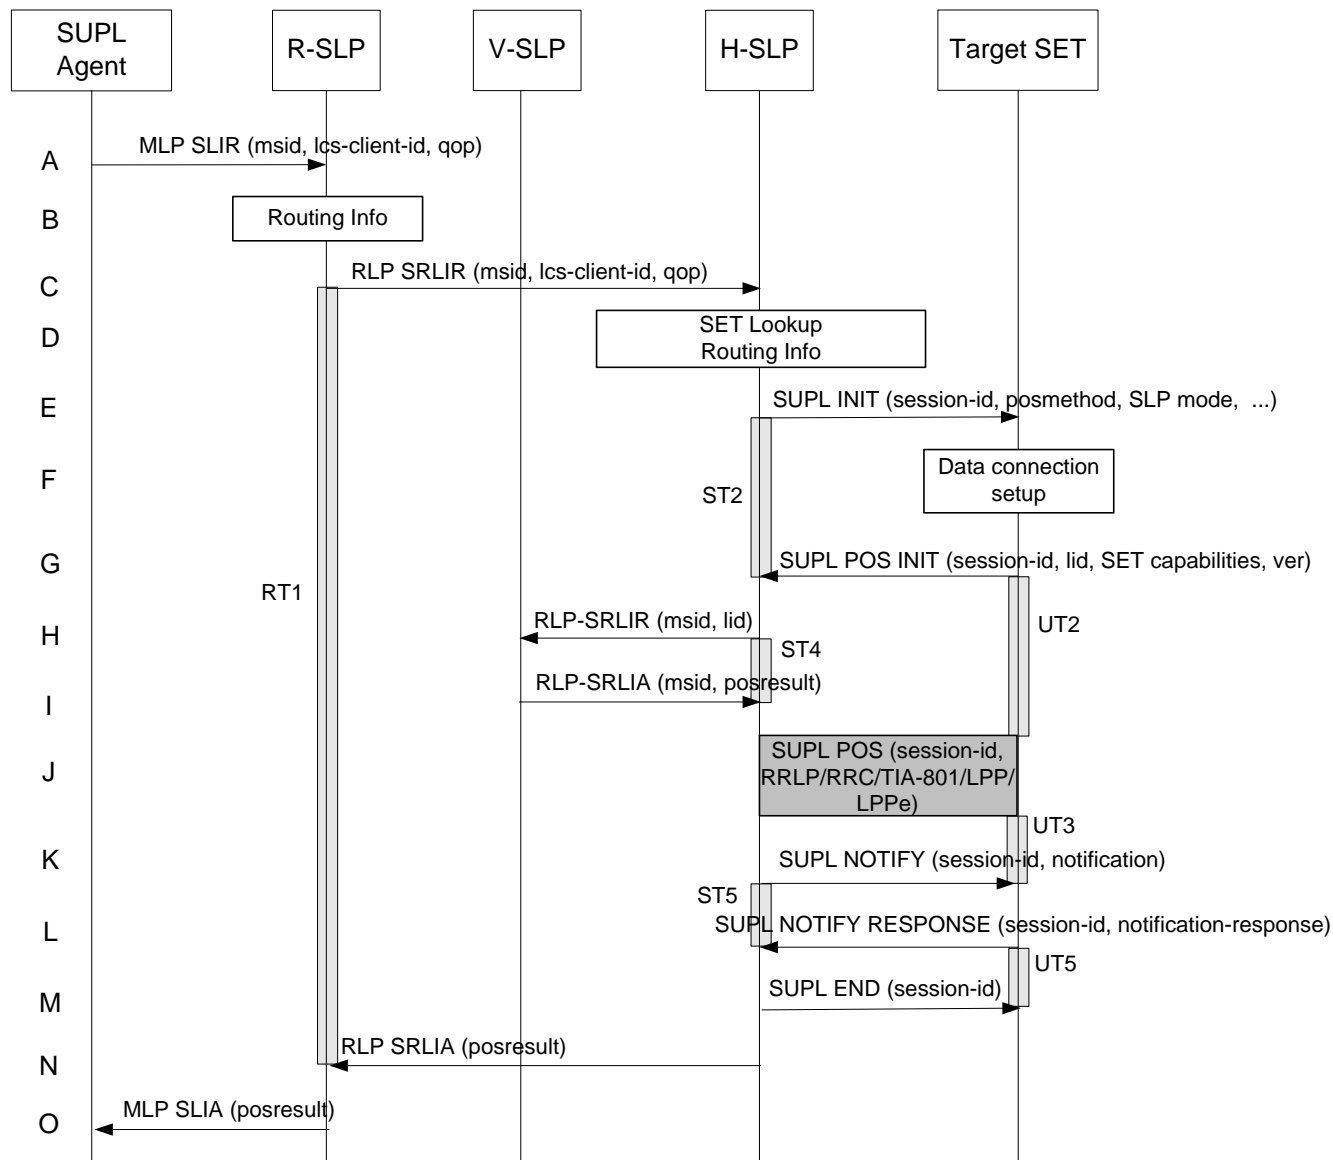 SUPL
Agent
R-SLP
V-SLP
H-SLP
Target SET
A
MLP SLIR (msid, lcs-client-id, qop)
B
Routing Info
C
RLP SRLIR (msid, lcs-client-id, qop)
D
SET Lookup
Routing Info
E
SUPL INIT (session-id, posmethod, SLP mode, ...)
F
Data connection
setup
ST2
G
SUPL POS INIT (session-id, lid, SET capabilities, ver)
RT1
H
RLP-SRLIR (msid, lid)
UT2
ST4
I
RLP-SRLIA (msid, posresult)
J
SUPL POS (session-id,
RRLP/RRC/TIA-801/LPP/
LPPe)
UT3
K
SUPL NOTIFY (session-id, notification)
ST5
L
SUPL NOTIFY RESPONSE (session-id, notification-response)
UT5
M
SUPL END (session-id)
N
RLP SRLIA (posresult)
O
MLP SLIA (posresult)